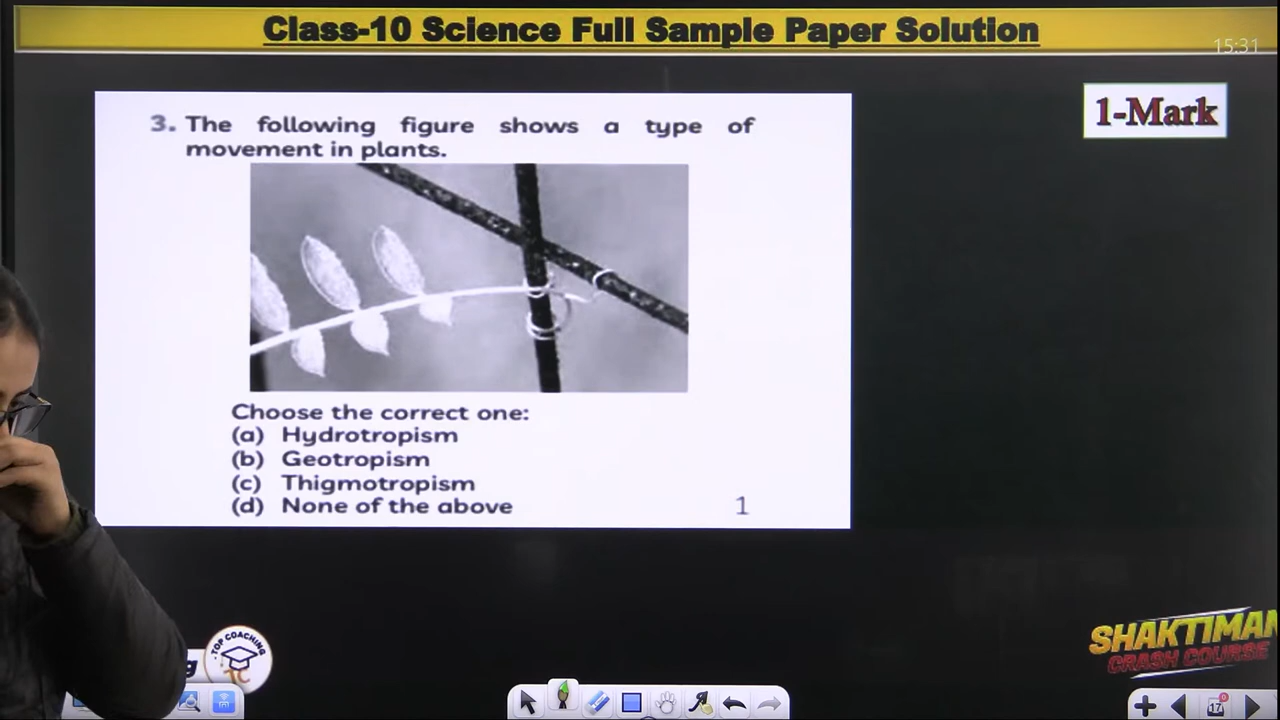 Class-10 Science Full Sample Paper Solution
15:31
1-Mark
3. The following figure shows a type of
movement in plants.
Choose the correct one:
(a) Hydrotropism
(b) Geotropism
(c) Thigmotropism
(d) None of the above 1
TOP COACHING
TC
g
SHAKTIMAN
CRASH COURSE
17